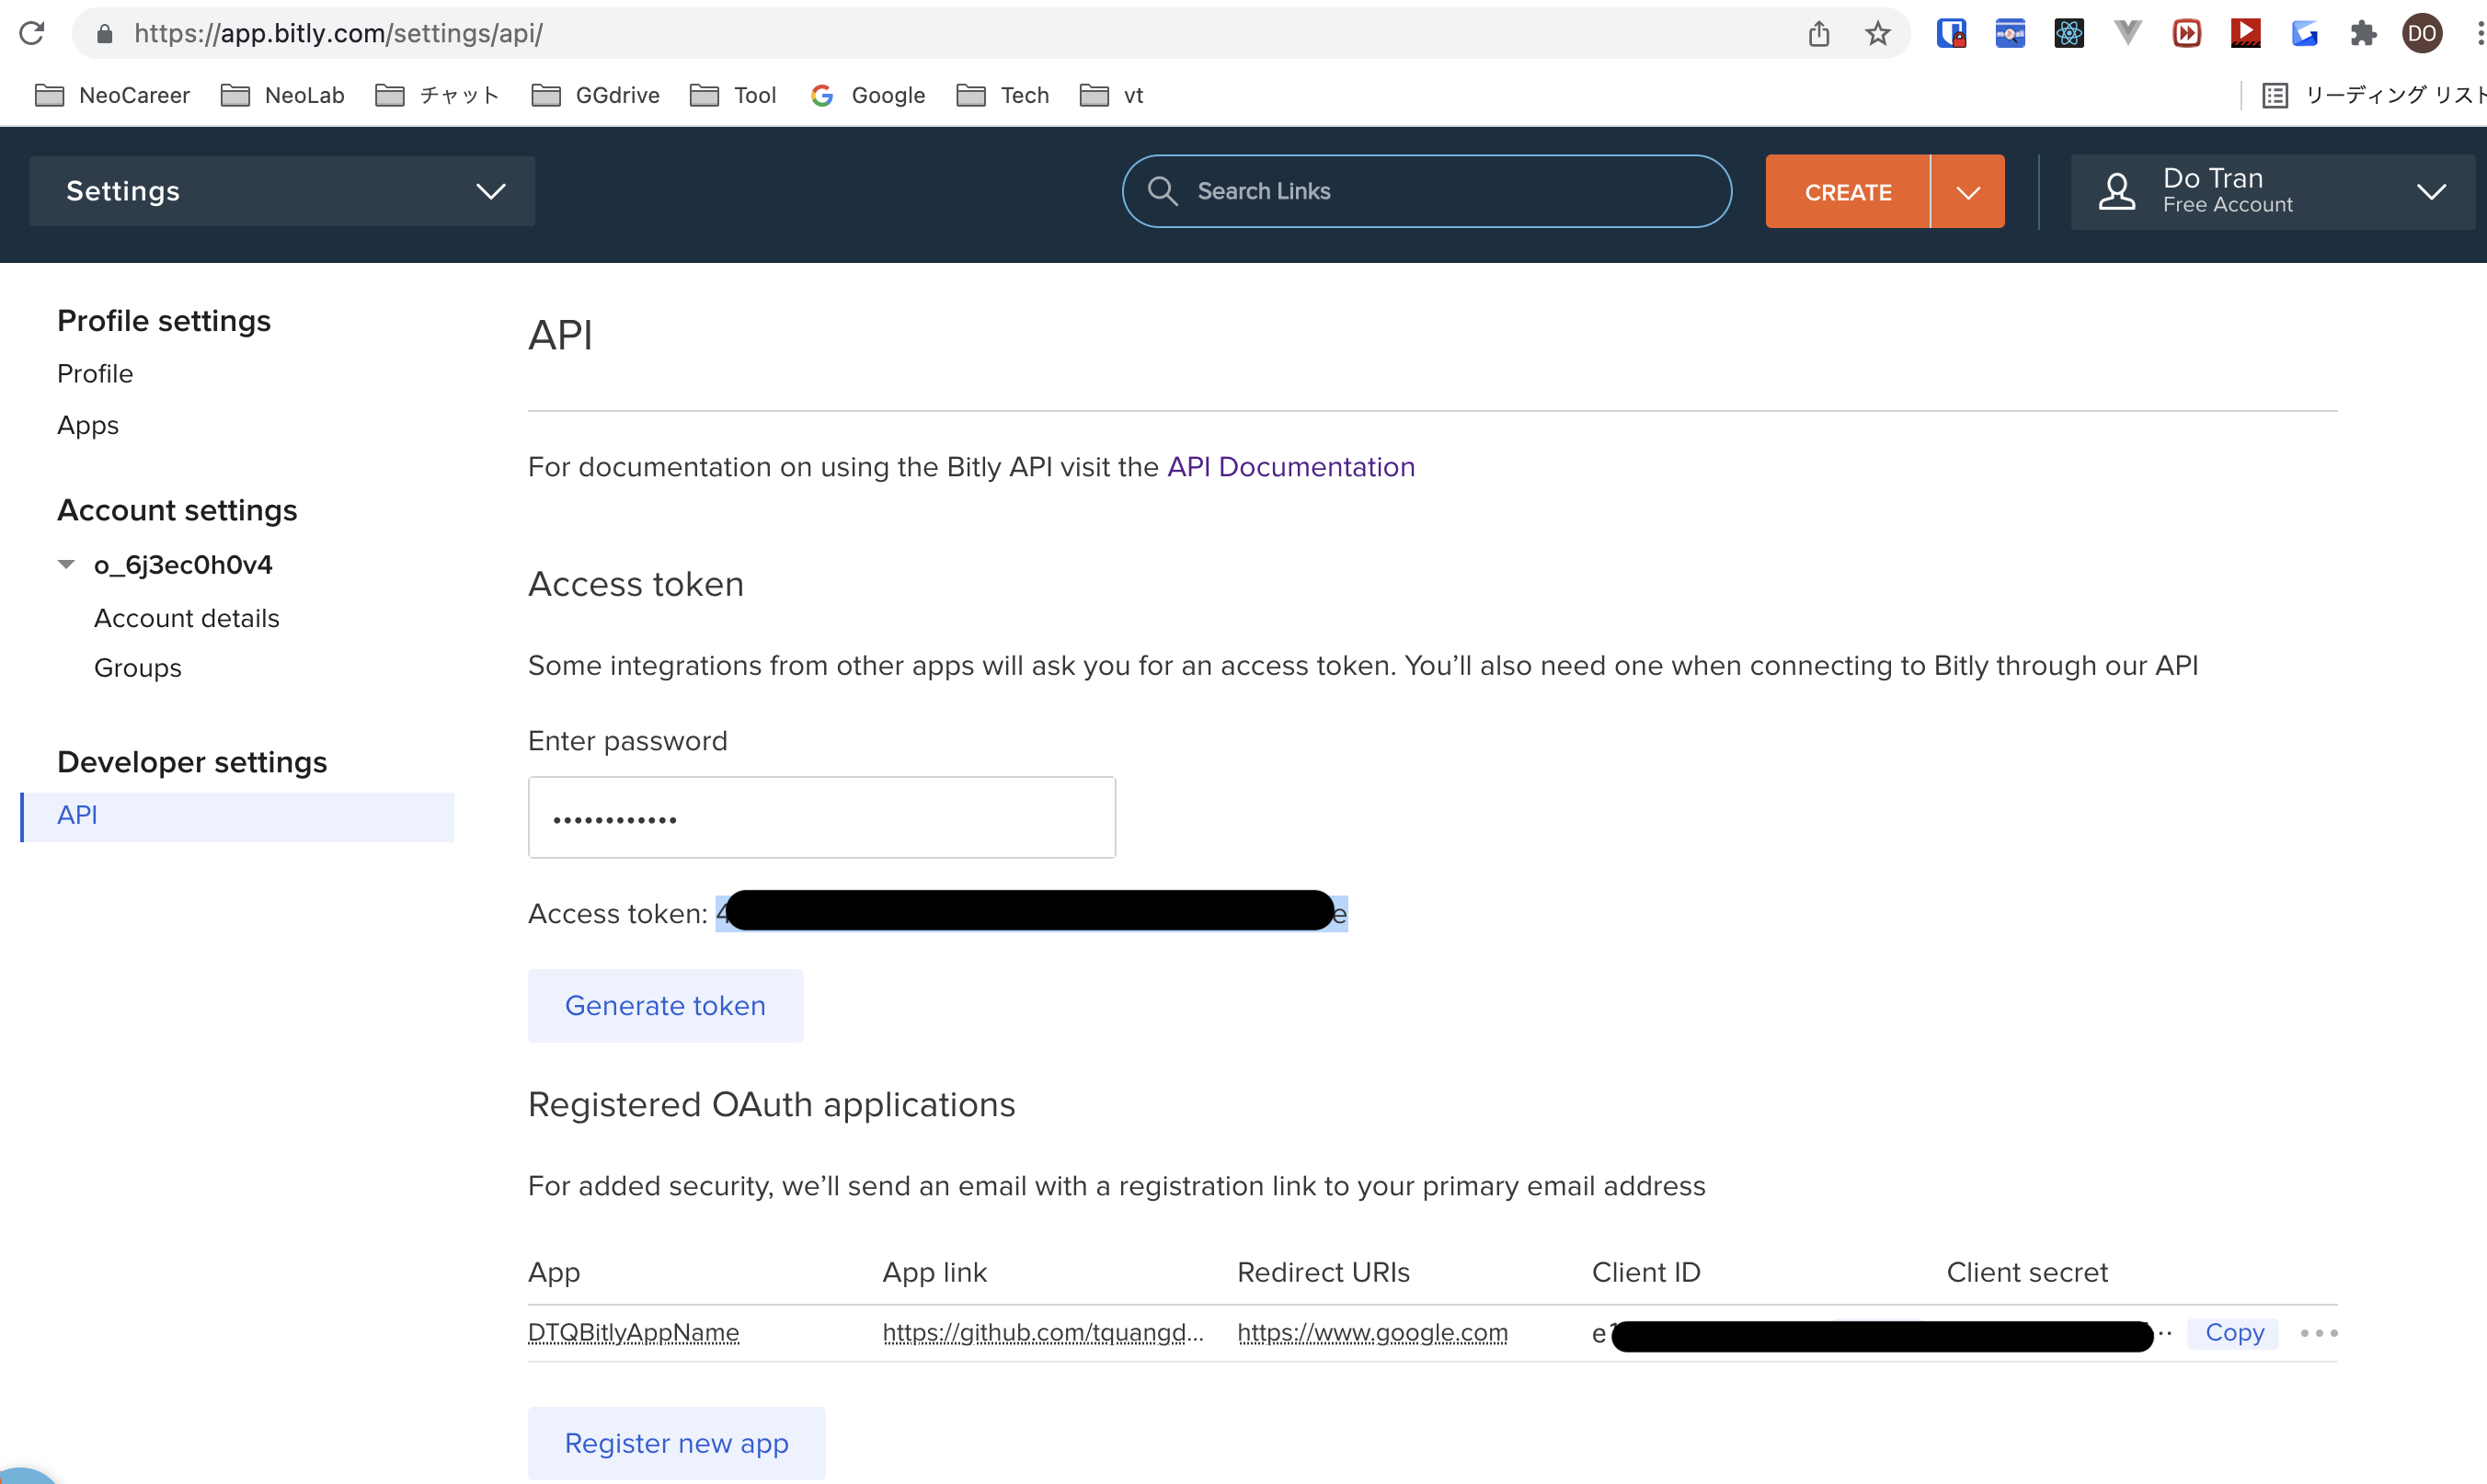 https://app.bitly.com/settings/api/
DO
NeoCareer NeoLab チャット GGdrive Tool Google Tech vt リーディング リスト
Settings
Search Links
CREATE
Do Tran
Free Account
Profile settings
Profile
Apps
Account settings
o_6j3ec0h0v4
Account details
Groups
Developer settings
API
API
For documentation on using the Bitly API visit the API Documentation
Access token
Some integrations from other apps will ask you for an access token. You’ll also need one when connecting to Bitly through our API
Enter password
••••••••••••
Access token: 4 e
Generate token
Registered OAuth applications
For added security, we’ll send an email with a registration link to your primary email address
App App link Redirect URIs Client ID Client secret
DTQBitlyAppName https://github.com/tquangd... https://www.google.com e1 Copy
Register new app